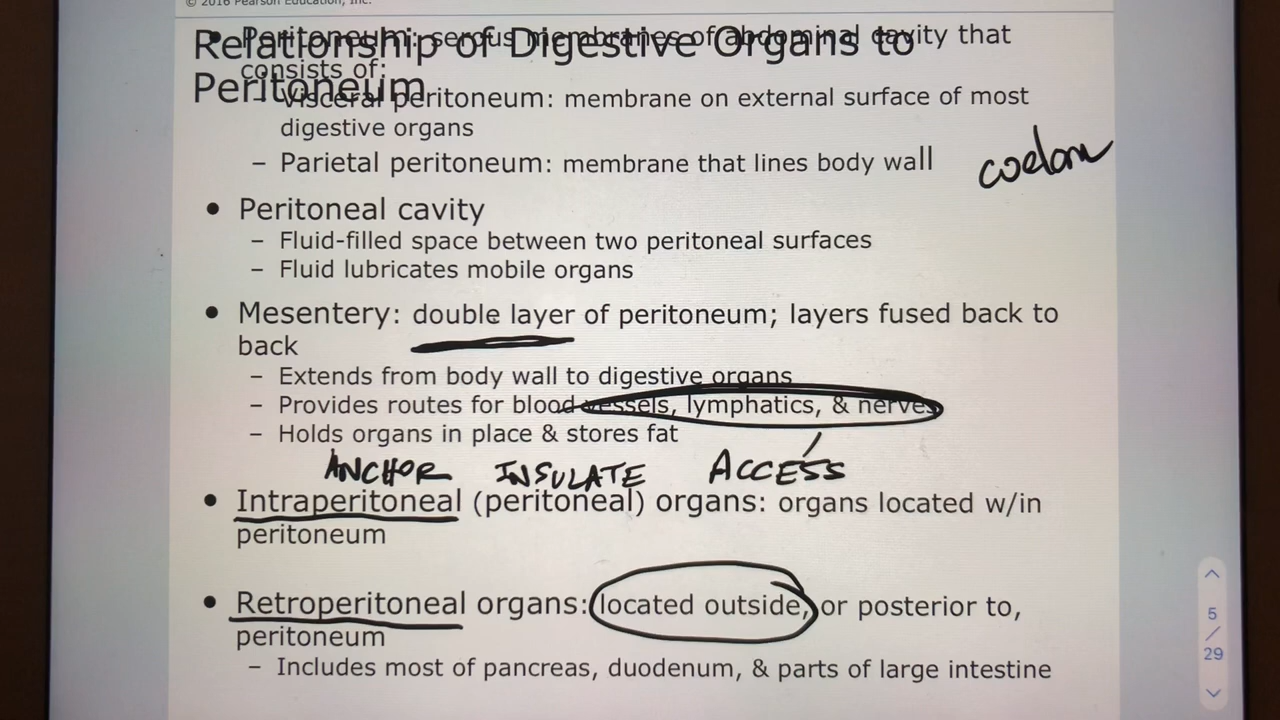 © 2016 Pearson Education, Inc.
Relationship of Digestive Organs to
Peritoneum
• Peritoneum: serous membranes of abdominal cavity that
consists of:
– Visceral peritoneum: membrane on external surface of most
digestive organs
– Parietal peritoneum: membrane that lines body wall
coelom
• Peritoneal cavity
– Fluid-filled space between two peritoneal surfaces
– Fluid lubricates mobile organs
• Mesentery: double layer of peritoneum; layers fused back to
back
– Extends from body wall to digestive organs
– Provides routes for blood vessels, lymphatics, & nerves
– Holds organs in place & stores fat
ANCHOR INSULATE ACCESS
• Intraperitoneal (peritoneal) organs: organs located w/in
peritoneum
• Retroperitoneal organs: located outside, or posterior to,
peritoneum
– Includes most of pancreas, duodenum, & parts of large intestine
5
/
29